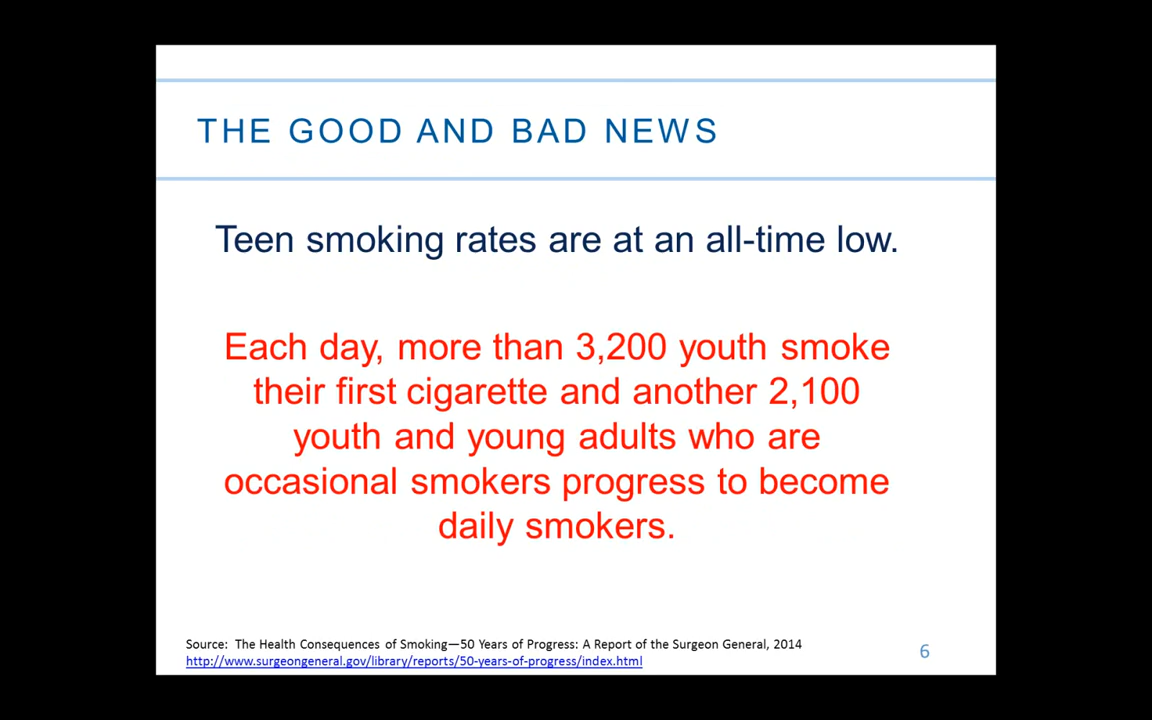 THE GOOD AND BAD NEWS
Teen smoking rates are at an all-time low.
Each day, more than 3,200 youth smoke
their first cigarette and another 2,100
youth and young adults who are
occasional smokers progress to become
daily smokers.
Source:  The Health Consequences of Smoking—50 Years of Progress: A Report of the Surgeon General, 2014
http://www.surgeongeneral.gov/library/reports/50-years-of-progress/index.html
6